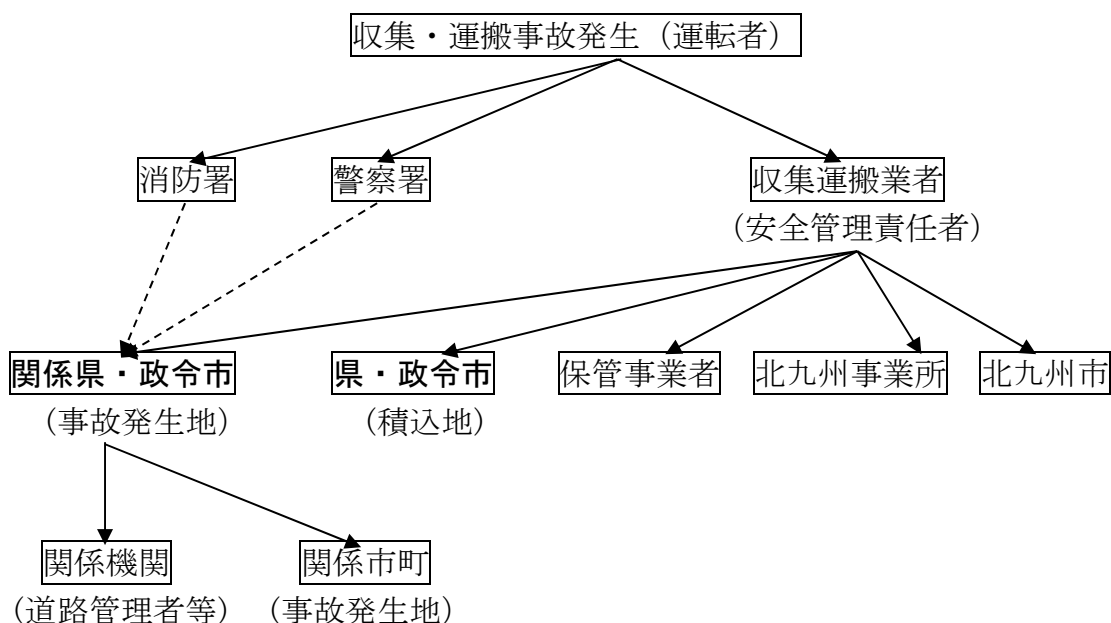 収集・運搬事故発生（運転者）
消防署
警察署
収集運搬業者
（安全管理責任者）
関係県・政令市
県・政令市
保管事業者
北九州事業所
北九州市
（事故発生地）
（積込地）
関係機関
関係市町
（道路管理者等）
（事故発生地）